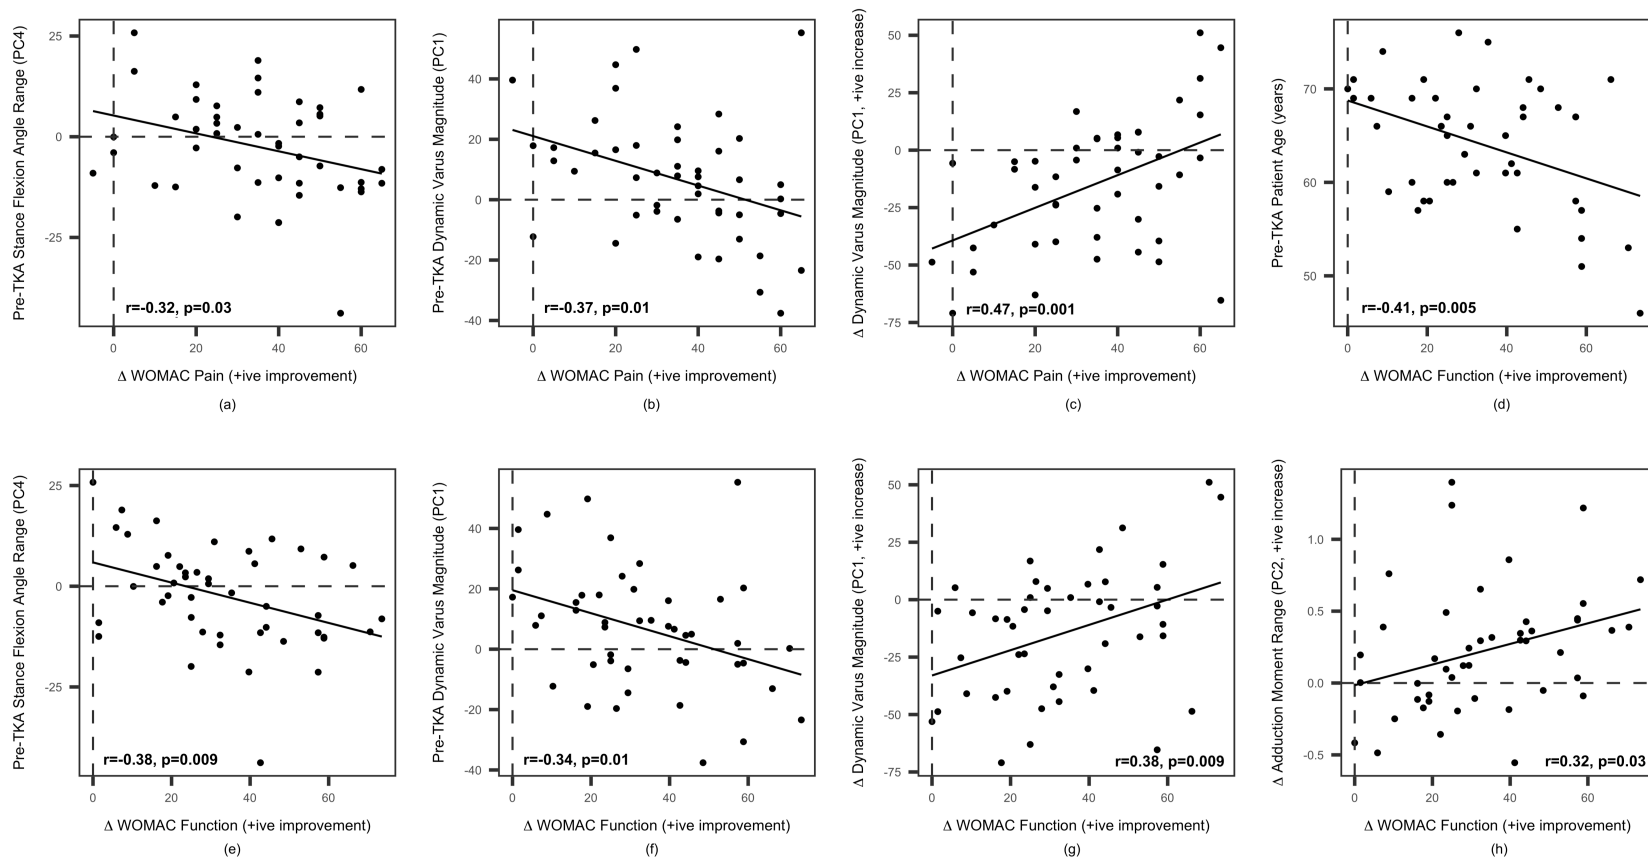 Pre-TKA Stance Flexion Angle Range (PC4)
25
0
-25
r=-0.32, p=0.03
0 20 40 60
Δ WOMAC Pain (+ive improvement)
(a)
Pre-TKA Dynamic Varus Magnitude (PC1)
40
20
0
-20
-40
r=-0.37, p=0.01
0 20 40 60
Δ WOMAC Pain (+ive improvement)
(b)
Δ Dynamic Varus Magnitude (PC1, +ive increase)
50
25
0
-25
-50
-75
r=0.47, p=0.001
0 20 40 60
Δ WOMAC Pain (+ive improvement)
(c)
Pre-TKA Patient Age (years)
70
60
50
r=-0.41, p=0.005
0 20 40 60
Δ WOMAC Function (+ive improvement)
(d)
Pre-TKA Stance Flexion Angle Range (PC4)
25
0
-25
r=-0.38, p=0.009
0 20 40 60
Δ WOMAC Function (+ive improvement)
(e)
Pre-TKA Dynamic Varus Magnitude (PC1)
40
20
0
-20
-40
r=-0.34, p=0.01
0 20 40 60
Δ WOMAC Function (+ive improvement)
(f)
Δ Dynamic Varus Magnitude (PC1, +ive increase)
50
25
0
-25
-50
-75
r=0.38, p=0.009
0 20 40 60
Δ WOMAC Function (+ive improvement)
(g)
Δ Adduction Moment Range (PC2, +ive increase)
1.0
0.5
0.0
-0.5
r=0.32, p=0.03
0 20 40 60
Δ WOMAC Function (+ive improvement)
(h)